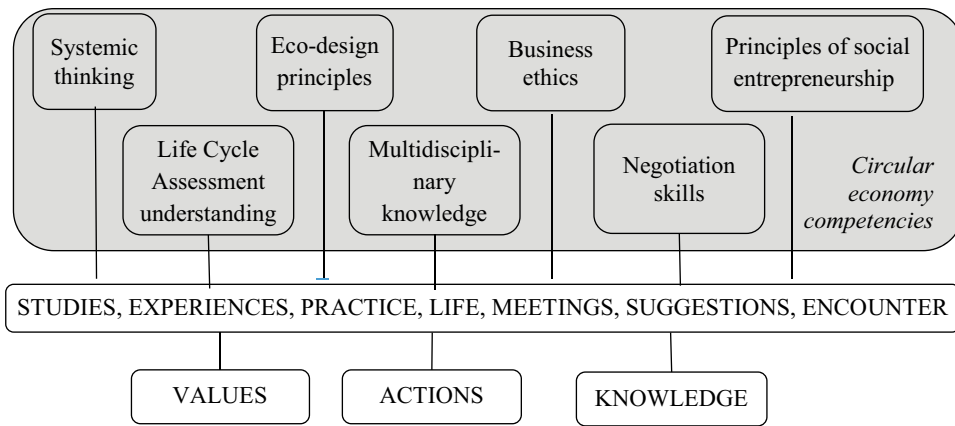 Systemic
thinking
Eco-design
principles
Business
ethics
Principles of social
entrepreneurship
Life Cycle
Assessment
understanding
Multidiscipli-
nary
knowledge
Negotiation
skills
Circular
economy
competencies
STUDIES, EXPERIENCES, PRACTICE, LIFE, MEETINGS, SUGGESTIONS, ENCOUNTER
VALUES
ACTIONS
KNOWLEDGE